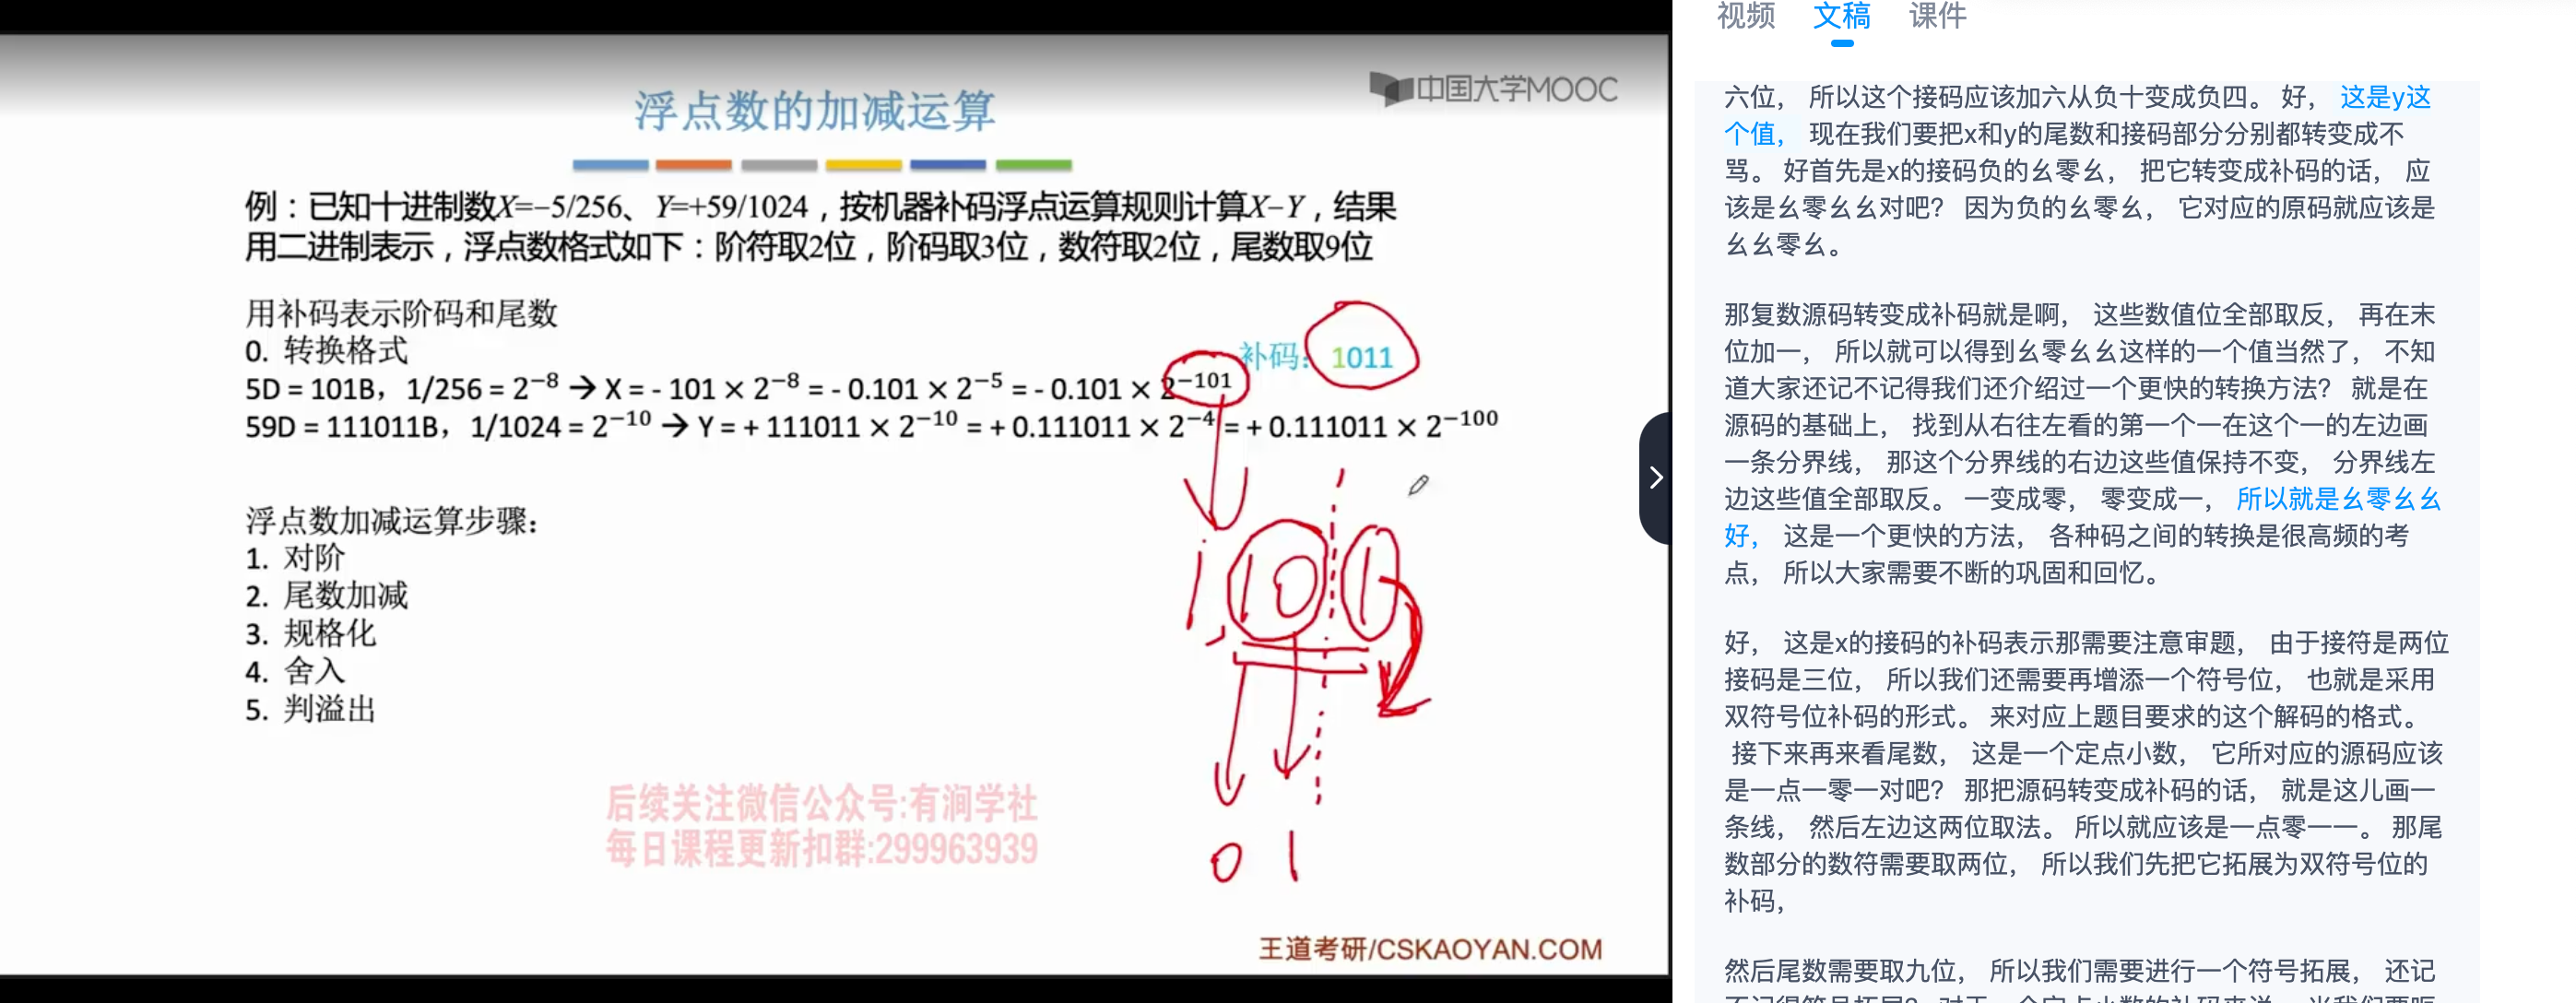 中国大学MOOC
浮点数的加减运算
例：已知十进制数X=−5/256、Y=+59/1024，按机器补码浮点运算规则计算X−Y，结果
用二进制表示，浮点数格式如下：阶符取2位，阶码取3位，数符取2位，尾数取9位
用补码表示阶码和尾数
0. 转换格式
补码：1011
5D = 101B，1/256 = 2⁻⁸ → X = - 101 × 2⁻⁸ = - 0.101 × 2⁻⁵ = - 0.101 × 2⁻¹⁰¹
59D = 111011B，1/1024 = 2⁻¹⁰ → Y = + 111011 × 2⁻¹⁰ = + 0.111011 × 2⁻⁴ = + 0.111011 × 2⁻¹⁰⁰
浮点数加减运算步骤：
1. 对阶
2. 尾数加减
3. 规格化
4. 舍入
5. 判溢出
1, 10 1
0 1
后续关注微信公众号:有涧学社
每日课程更新扣群:299963939
王道考研/CSKAOYAN.COM
视频 文稿 课件
六位， 所以这个接码应该加六从负十变成负四。 好， 这是y这
个值， 现在我们要把x和y的尾数和接码部分分别都转变成不
骂。 好首先是x的接码负的幺零幺， 把它转变成补码的话， 应
该是幺零幺幺对吧？ 因为负的幺零幺， 它对应的原码就应该是
幺幺零幺。
那复数源码转变成补码就是啊， 这些数值位全部取反， 再在末
位加一， 所以就可以得到幺零幺幺这样的一个值当然了， 不知
道大家还记不记得我们还介绍过一个更快的转换方法？ 就是在
源码的基础上， 找到从右往左看的第一个一在这个一的左边画
一条分界线， 那这个分界线的右边这些值保持不变， 分界线左
边这些值全部取反。 一变成零， 零变成一， 所以就是幺零幺幺
好， 这是一个更快的方法， 各种码之间的转换是很高频的考
点， 所以大家需要不断的巩固和回忆。
好， 这是x的接码的补码表示那需要注意审题， 由于接符是两位
接码是三位， 所以我们还需要再增添一个符号位， 也就是采用
双符号位补码的形式。 来对应上题目要求的这个解码的格式。
接下来再来看尾数， 这是一个定点小数， 它所对应的源码应该
是一点一零一对吧？ 那把源码转变成补码的话， 就是这儿画一
条线， 然后左边这两位取法。 所以就应该是一点零一一。 那尾
数部分的数符需要取两位， 所以我们先把它拓展为双符号位的
补码，
然后尾数需要取九位， 所以我们需要进行一个符号拓展， 还记